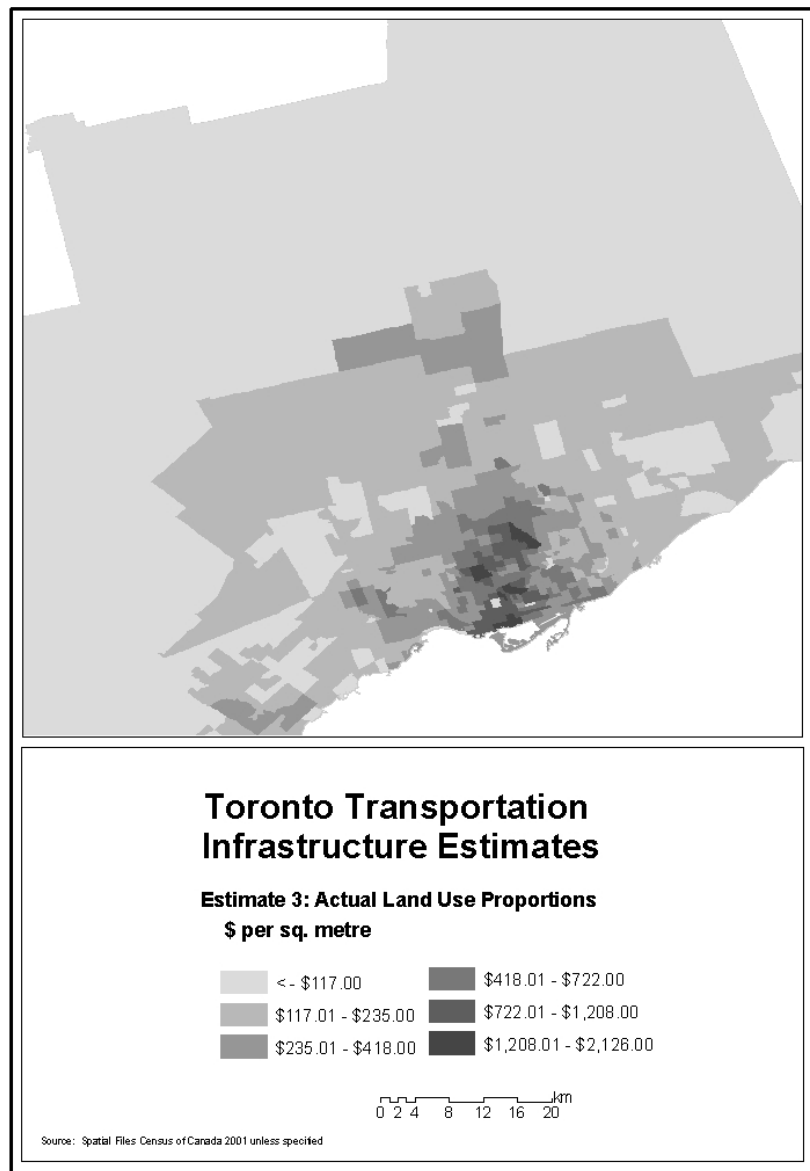 Toronto Transportation
Infrastructure Estimates
Estimate 3: Actual Land Use Proportions
$ per sq. metre
<- $117.00
$117.01 - $235.00
$235.01 - $418.00
$418.01 - $722.00
$722.01 - $1,208.00
$1,208.01 - $2,126.00
km
0 2 4 8 12 16 20
Source: Spatial Files Census of Canada 2001 unless specified